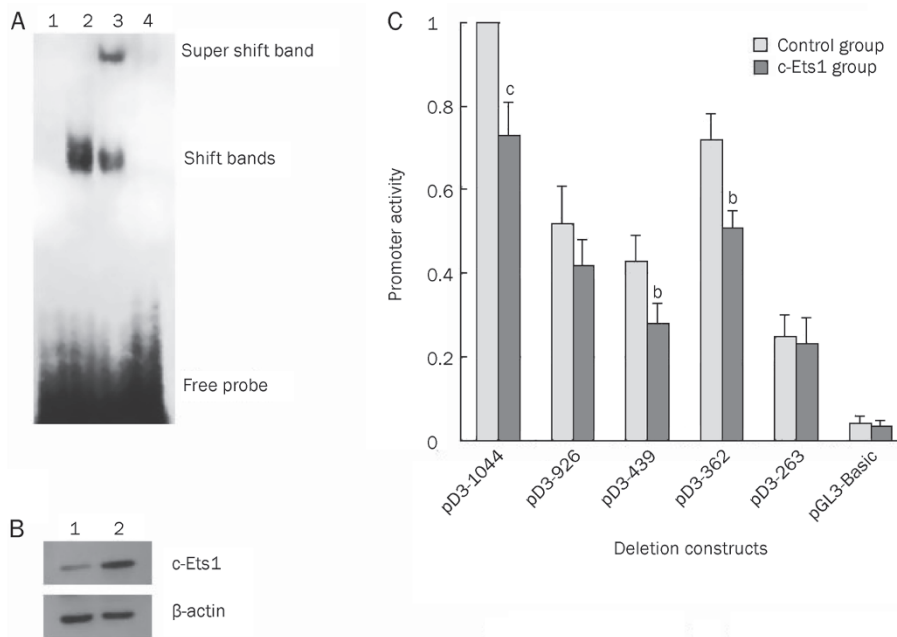 A
1 2 3 4
Super shift band
Shift bands
Free probe
B
1 2
c-Ets1
β-actin
C
Control group
c-Ets1 group
Promoter activity
1
0.8
0.6
0.4
0.2
0
c
b
b
pD3-1044
pD3-926
pD3-439
pD3-362
pD3-263
pGL3-Basic
Deletion constructs